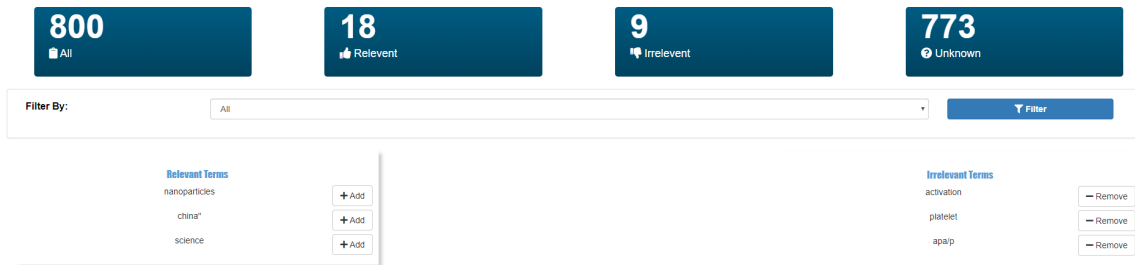 800
All
18
Relevent
9
Irrelevent
773
Unknown
Filter By:
All
Filter
Relevant Terms
nanoparticles
+ Add
china"
+ Add
science
+ Add
Irrelevant Terms
activation
− Remove
platelet
− Remove
apa/p
− Remove